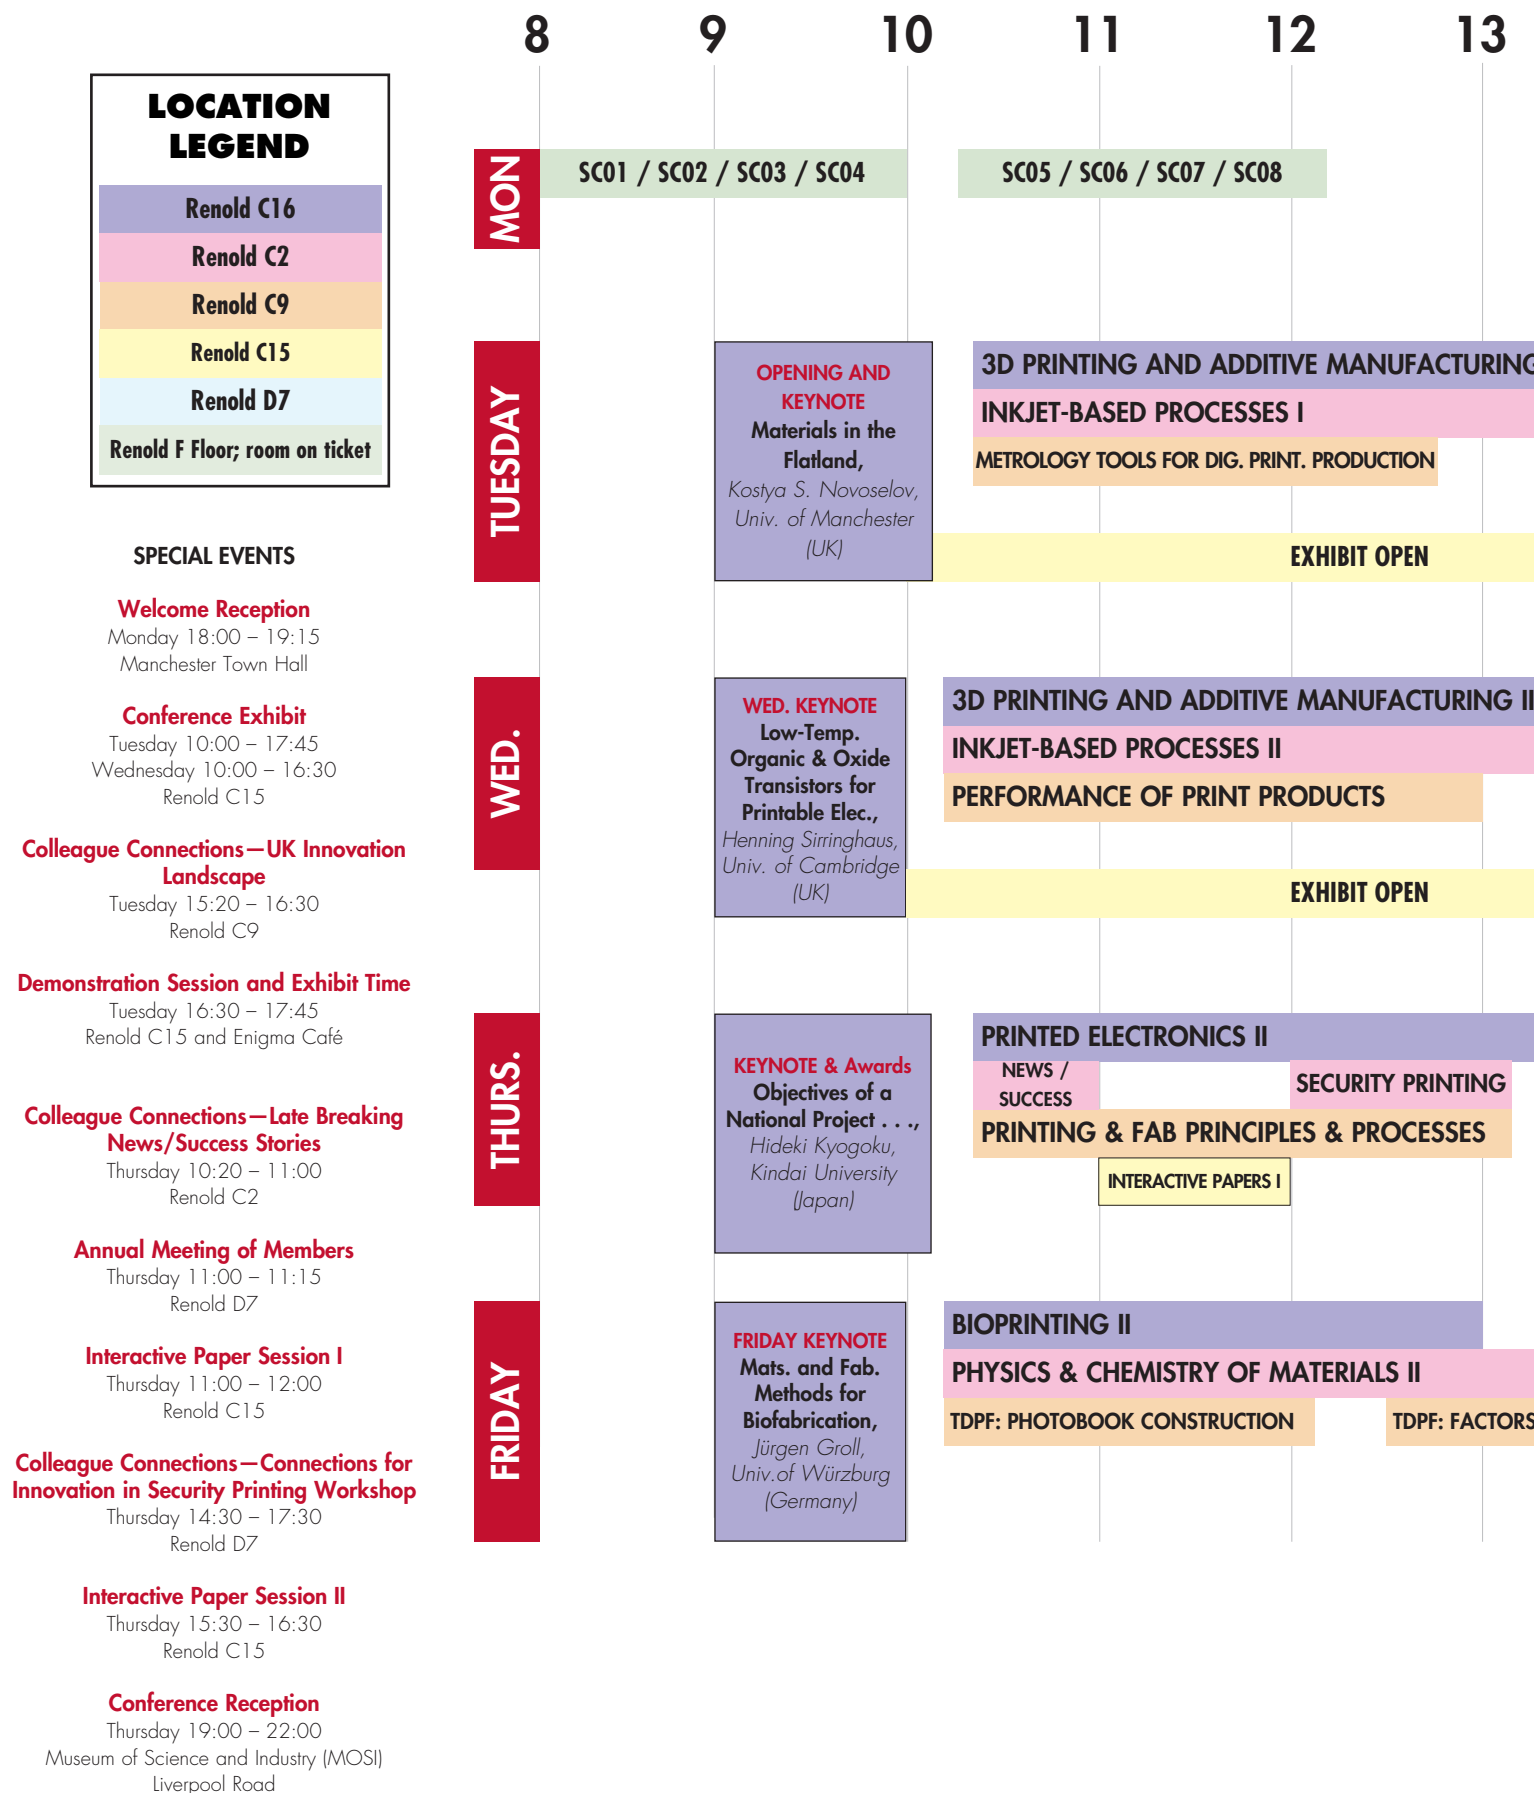 8 9 10 11 12 13
LOCATION
LEGEND
Renold C16
Renold C2
Renold C9
Renold C15
Renold D7
Renold F Floor; room on ticket
SPECIAL EVENTS
Welcome Reception
Monday 18:00 – 19:15
Manchester Town Hall
Conference Exhibit
Tuesday 10:00 – 17:45
Wednesday 10:00 – 16:30
Renold C15
Colleague Connections—UK Innovation
Landscape
Tuesday 15:20 – 16:30
Renold C9
Demonstration Session and Exhibit Time
Tuesday 16:30 – 17:45
Renold C15 and Enigma Café
Colleague Connections—Late Breaking
News/Success Stories
Thursday 10:20 – 11:00
Renold C2
Annual Meeting of Members
Thursday 11:00 – 11:15
Renold D7
Interactive Paper Session I
Thursday 11:00 – 12:00
Renold C15
Colleague Connections—Connections for
Innovation in Security Printing Workshop
Thursday 14:30 – 17:30
Renold D7
Interactive Paper Session II
Thursday 15:30 – 16:30
Renold C15
Conference Reception
Thursday 19:00 – 22:00
Museum of Science and Industry (MOSI)
Liverpool Road
MON
SC01 / SC02 / SC03 / SC04
SC05 / SC06 / SC07 / SC08
TUESDAY
OPENING AND
KEYNOTE
Materials in the
Flatland,
Kostya S. Novoselov,
Univ. of Manchester
(UK)
3D PRINTING AND ADDITIVE MANUFACTURING
INKJET-BASED PROCESSES I
METROLOGY TOOLS FOR DIG. PRINT. PRODUCTION
EXHIBIT OPEN
WED.
WED. KEYNOTE
Low-Temp.
Organic & Oxide
Transistors for
Printable Elec.,
Henning Sirringhaus,
Univ. of Cambridge
(UK)
3D PRINTING AND ADDITIVE MANUFACTURING II
INKJET-BASED PROCESSES II
PERFORMANCE OF PRINT PRODUCTS
EXHIBIT OPEN
THURS.
KEYNOTE & Awards
Objectives of a
National Project . . .,
Hideki Kyogoku,
Kindai University
(Japan)
PRINTED ELECTRONICS II
NEWS /
SUCCESS
SECURITY PRINTING
PRINTING & FAB PRINCIPLES & PROCESSES
INTERACTIVE PAPERS I
FRIDAY
FRIDAY KEYNOTE
Mats. and Fab.
Methods for
Biofabrication,
Jürgen Groll,
Univ.of Würzburg
(Germany)
BIOPRINTING II
PHYSICS & CHEMISTRY OF MATERIALS II
TDPF: PHOTOBOOK CONSTRUCTION
TDPF: FACTORS